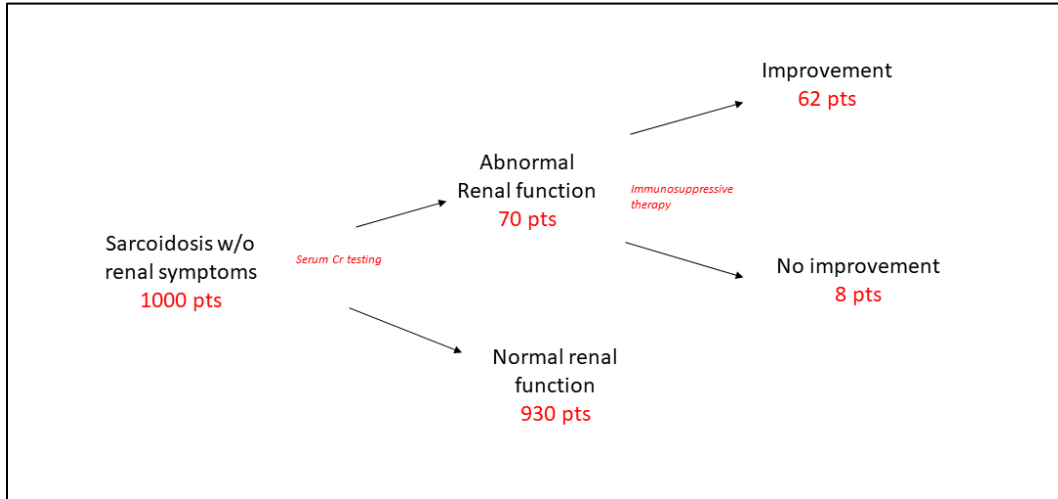 Sarcoidosis w/o
renal symptoms
1000 pts
Serum Cr testing
Abnormal
Renal function
70 pts
Normal renal
function
930 pts
Immunosuppressive
therapy
Improvement
62 pts
No improvement
8 pts